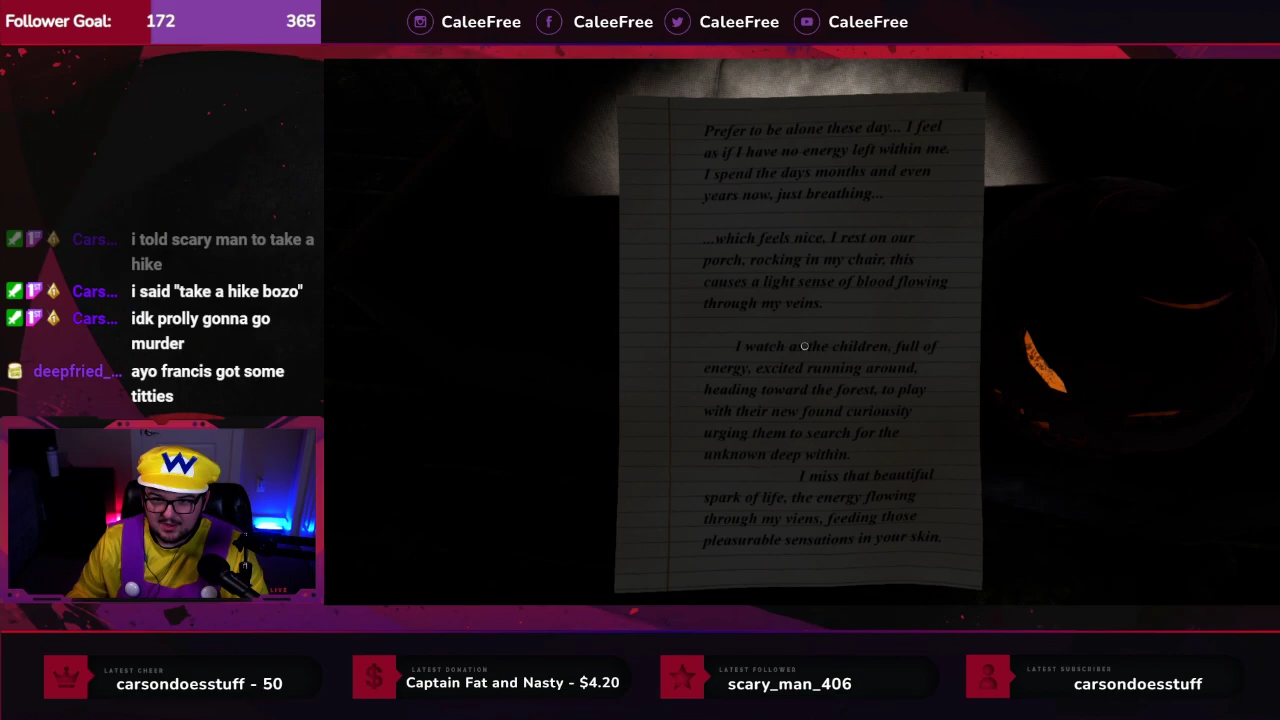 Follower Goal: 172 365
CaleeFree CaleeFree CaleeFree CaleeFree
Cars... i told scary man to take a
hike
Cars... i said "take a hike bozo"
Cars... idk prolly gonna go
murder
deepfried_... ayo francis got some
titties
W
LIVE
Prefer to be alone these day... I feel
as if I have no energy left within me.
I spend the days months and even
years now, just breathing...
...which feels nice, I rest on our
porch, rocking in my chair, this
causes a light sense of blood flowing
through my veins.
I watch as the children, full of
energy, excited running around,
heading toward the forest, to play
with their new found curiousity
urging them to search for the
unknown deep within.
I miss that beautiful
spark of life, the energy flowing
through my viens, feeding those
pleasurable sensations in your skin.
LATEST CHEER
carsondoesstuff - 50
LATEST DONATION
Captain Fat and Nasty - $4.20
LATEST FOLLOWER
scary_man_406
LATEST SUBSCRIBER
carsondoesstuff